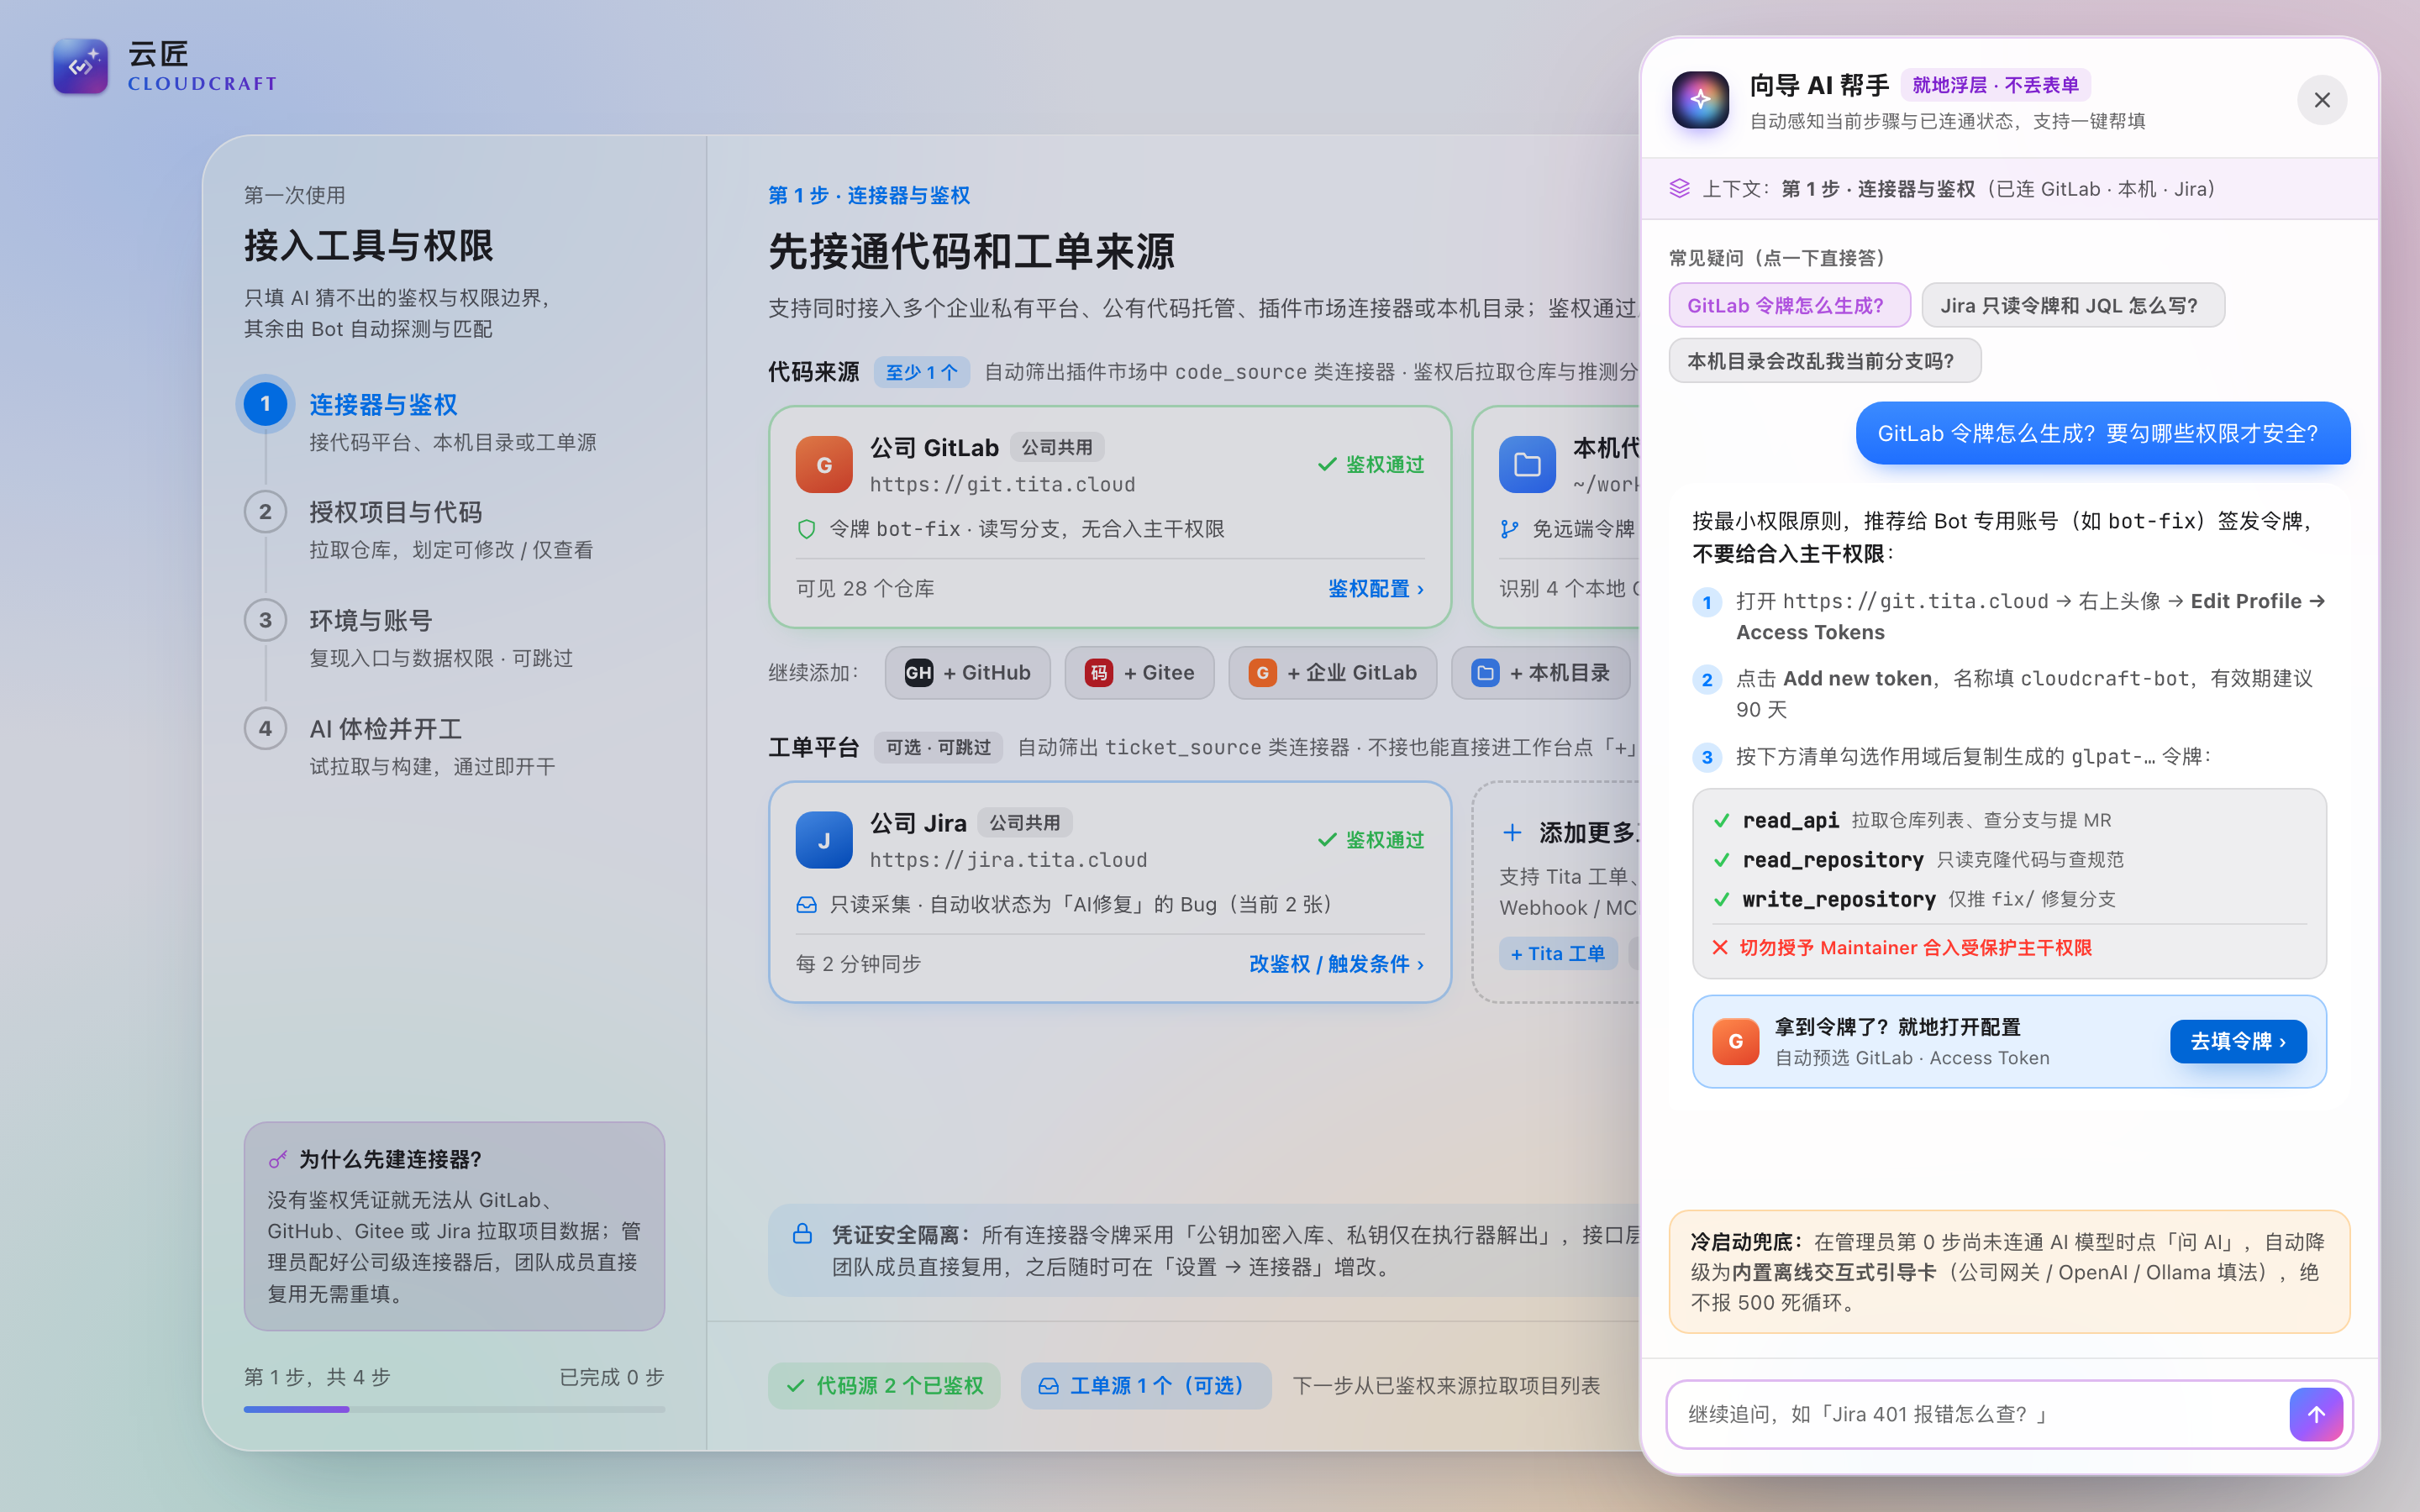 云匠
CLOUDCRAFT
第一次使用
接入工具与权限
只填 AI 猜不出的鉴权与权限边界，
其余由 Bot 自动探测与匹配
1 连接器与鉴权
接代码平台、本机目录或工单源
2 授权项目与代码
拉取仓库，划定可修改 / 仅查看
3 环境与账号
复现入口与数据权限 · 可跳过
4 AI 体检并开工
试拉取与构建，通过即开干
为什么先建连接器？
没有鉴权凭证就无法从 GitLab、
GitHub、Gitee 或 Jira 拉取项目数据；管
理员配好公司级连接器后，团队成员直接
复用无需重填。
第 1 步，共 4 步 已完成 0 步
第 1 步 · 连接器与鉴权
先接通代码和工单来源
支持同时接入多个企业私有平台、公有代码托管、插件市场连接器或本机目录；鉴权通过
代码来源 至少 1 个 自动筛出插件市场中 code_source 类连接器 · 鉴权后拉取仓库与推测分
G 公司 GitLab 公司共用
https://git.tita.cloud
鉴权通过
令牌 bot-fix · 读写分支，无合入主干权限
可见 28 个仓库 鉴权配置 ›
本机代
~/work
免远端令牌
识别 4 个本地
继续添加： GH + GitHub 码 + Gitee G + 企业 GitLab + 本机目录
工单平台 可选 · 可跳过 自动筛出 ticket_source 类连接器 · 不接也能直接进工作台点「+」
J 公司 Jira 公司共用
https://jira.tita.cloud
鉴权通过
只读采集 · 自动收状态为「AI修复」的 Bug（当前 2 张）
每 2 分钟同步 改鉴权 / 触发条件 ›
+ 添加更多
支持 Tita 工单、
Webhook / MC
+ Tita 工单
凭证安全隔离：所有连接器令牌采用「公钥加密入库、私钥仅在执行器解出」，接口层
团队成员直接复用，之后随时可在「设置 → 连接器」增改。
代码源 2 个已鉴权 工单源 1 个（可选） 下一步从已鉴权来源拉取项目列表
向导 AI 帮手 就地浮层 · 不丢表单
自动感知当前步骤与已连通状态，支持一键帮填
上下文：第 1 步 · 连接器与鉴权（已连 GitLab · 本机 · Jira）
常见疑问（点一下直接答）
GitLab 令牌怎么生成？ Jira 只读令牌和 JQL 怎么写？
本机目录会改乱我当前分支吗？
GitLab 令牌怎么生成？要勾哪些权限才安全？
按最小权限原则，推荐给 Bot 专用账号（如 bot-fix）签发令牌，
不要给合入主干权限：
1 打开 https://git.tita.cloud → 右上头像 → Edit Profile →
Access Tokens
2 点击 Add new token，名称填 cloudcraft-bot，有效期建议
90 天
3 按下方清单勾选作用域后复制生成的 glpat-… 令牌：
read_api 拉取仓库列表、查分支与提 MR
read_repository 只读克隆代码与查规范
write_repository 仅推 fix/ 修复分支
切勿授予 Maintainer 合入受保护主干权限
G 拿到令牌了？就地打开配置
自动预选 GitLab · Access Token
去填令牌 ›
冷启动兜底：在管理员第 0 步尚未连通 AI 模型时点「问 AI」，自动降
级为内置离线交互式引导卡（公司网关 / OpenAI / Ollama 填法），绝
不报 500 死循环。
继续追问，如「Jira 401 报错怎么查？」